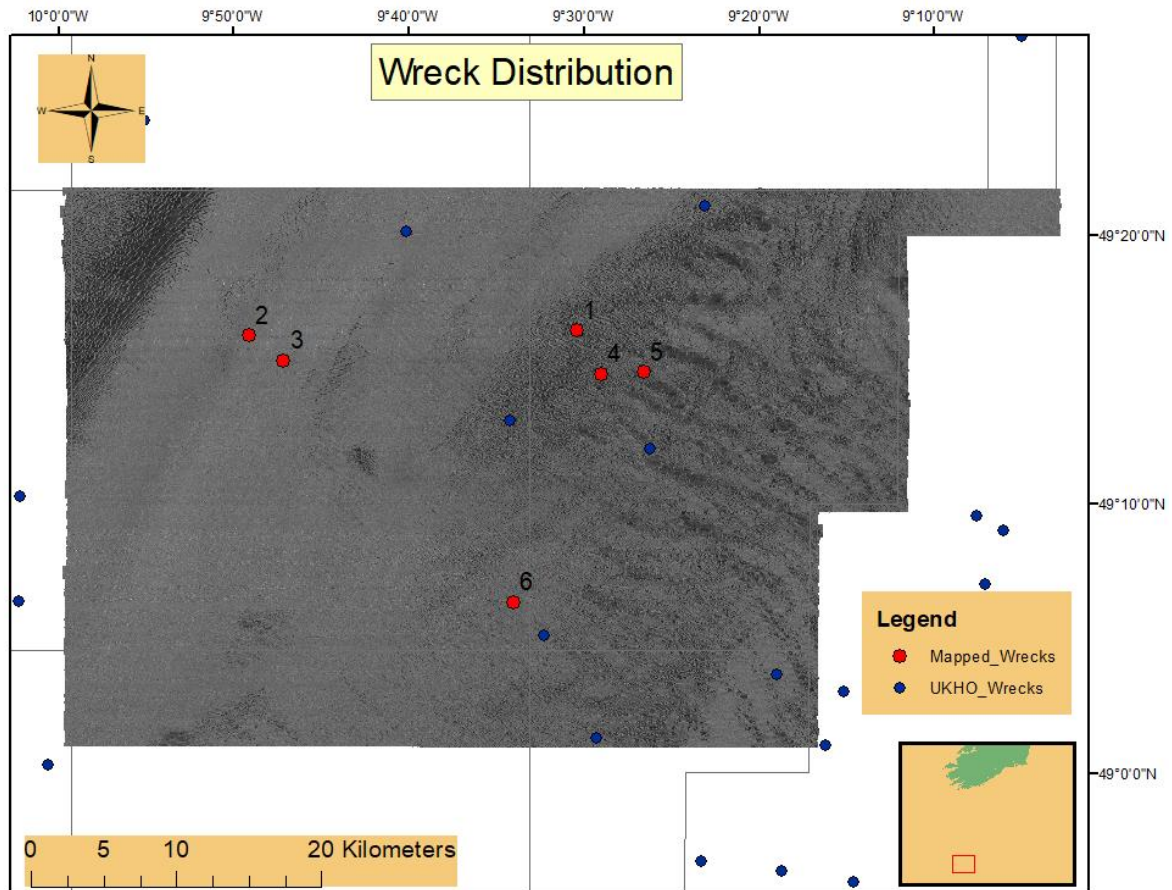 10°0'0"W 9°50'0"W 9°40'0"W 9°30'0"W 9°20'0"W 9°10'0"W
Wreck Distribution
N
W E
S
49°20'0"N
2
3
1
4
5
49°10'0"N
6
Legend
Mapped_Wrecks
UKHO_Wrecks
49°0'0"N
0 5 10 20 Kilometers